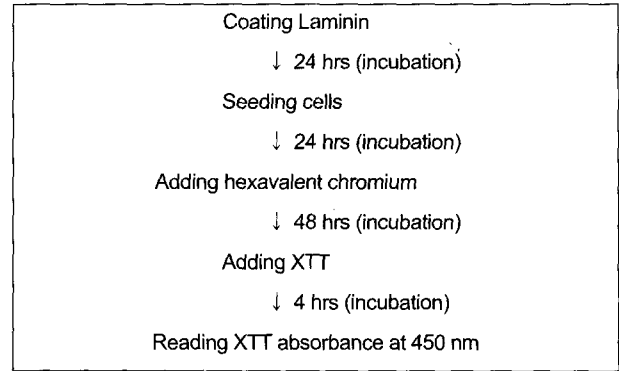 Coating Laminin
↓ 24 hrs (incubation)
Seeding cells
↓ 24 hrs (incubation)
Adding hexavalent chromium
↓ 48 hrs (incubation)
Adding XTT
↓ 4 hrs (incubation)
Reading XTT absorbance at 450 nm